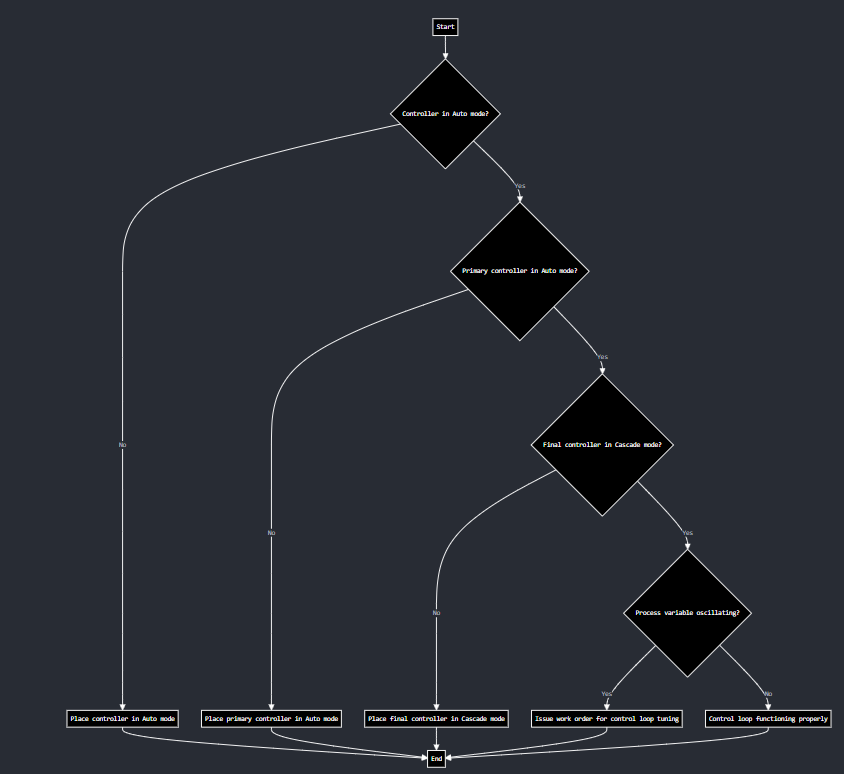 Start
Controller in Auto mode?
Yes
Primary controller in Auto mode?
Yes
Final controller in Cascade mode?
No
No
Yes
Process variable oscillating?
No
Yes
No
Place controller in Auto mode
Place primary controller in Auto mode
Place final controller in Cascade mode
Issue work order for control loop tuning
Control loop functioning properly
End